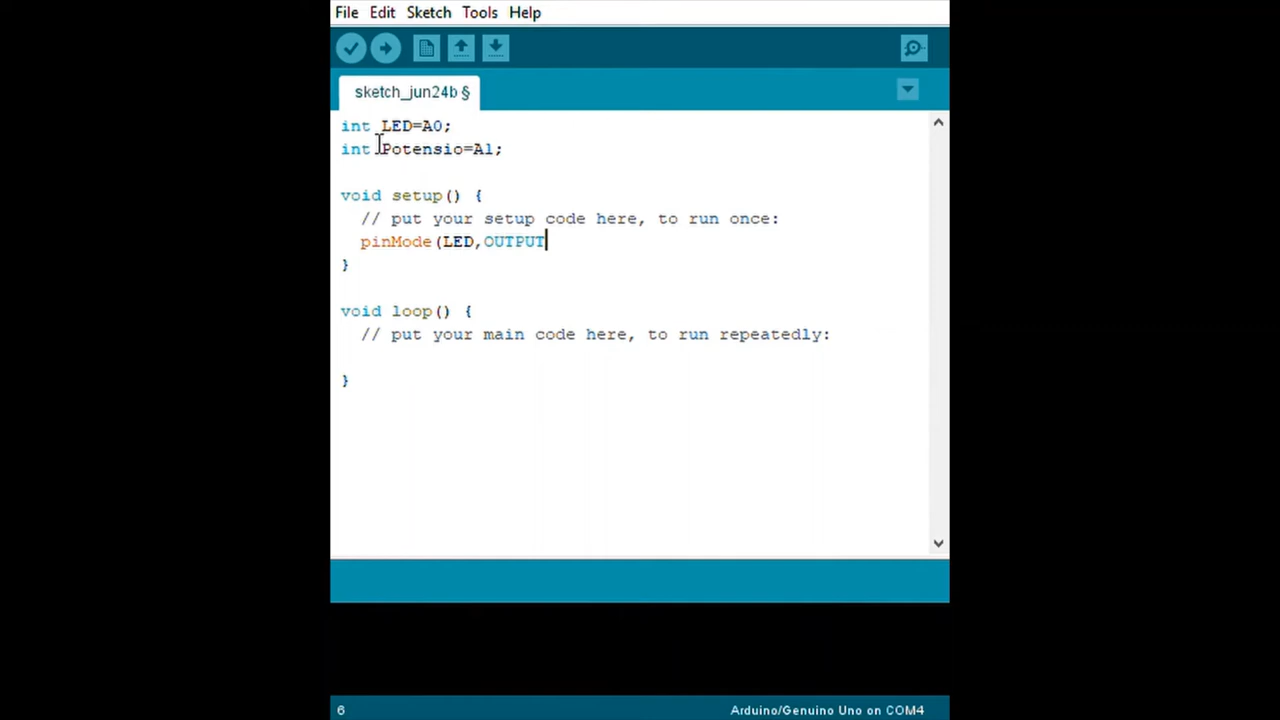 File Edit Sketch Tools Help
sketch_jun24b §
int LED=A0;
int Potensio=A1;
void setup() {
// put your setup code here, to run once:
pinMode(LED,OUTPUT
}
void loop() {
// put your main code here, to run repeatedly:
}
6 Arduino/Genuino Uno on COM4